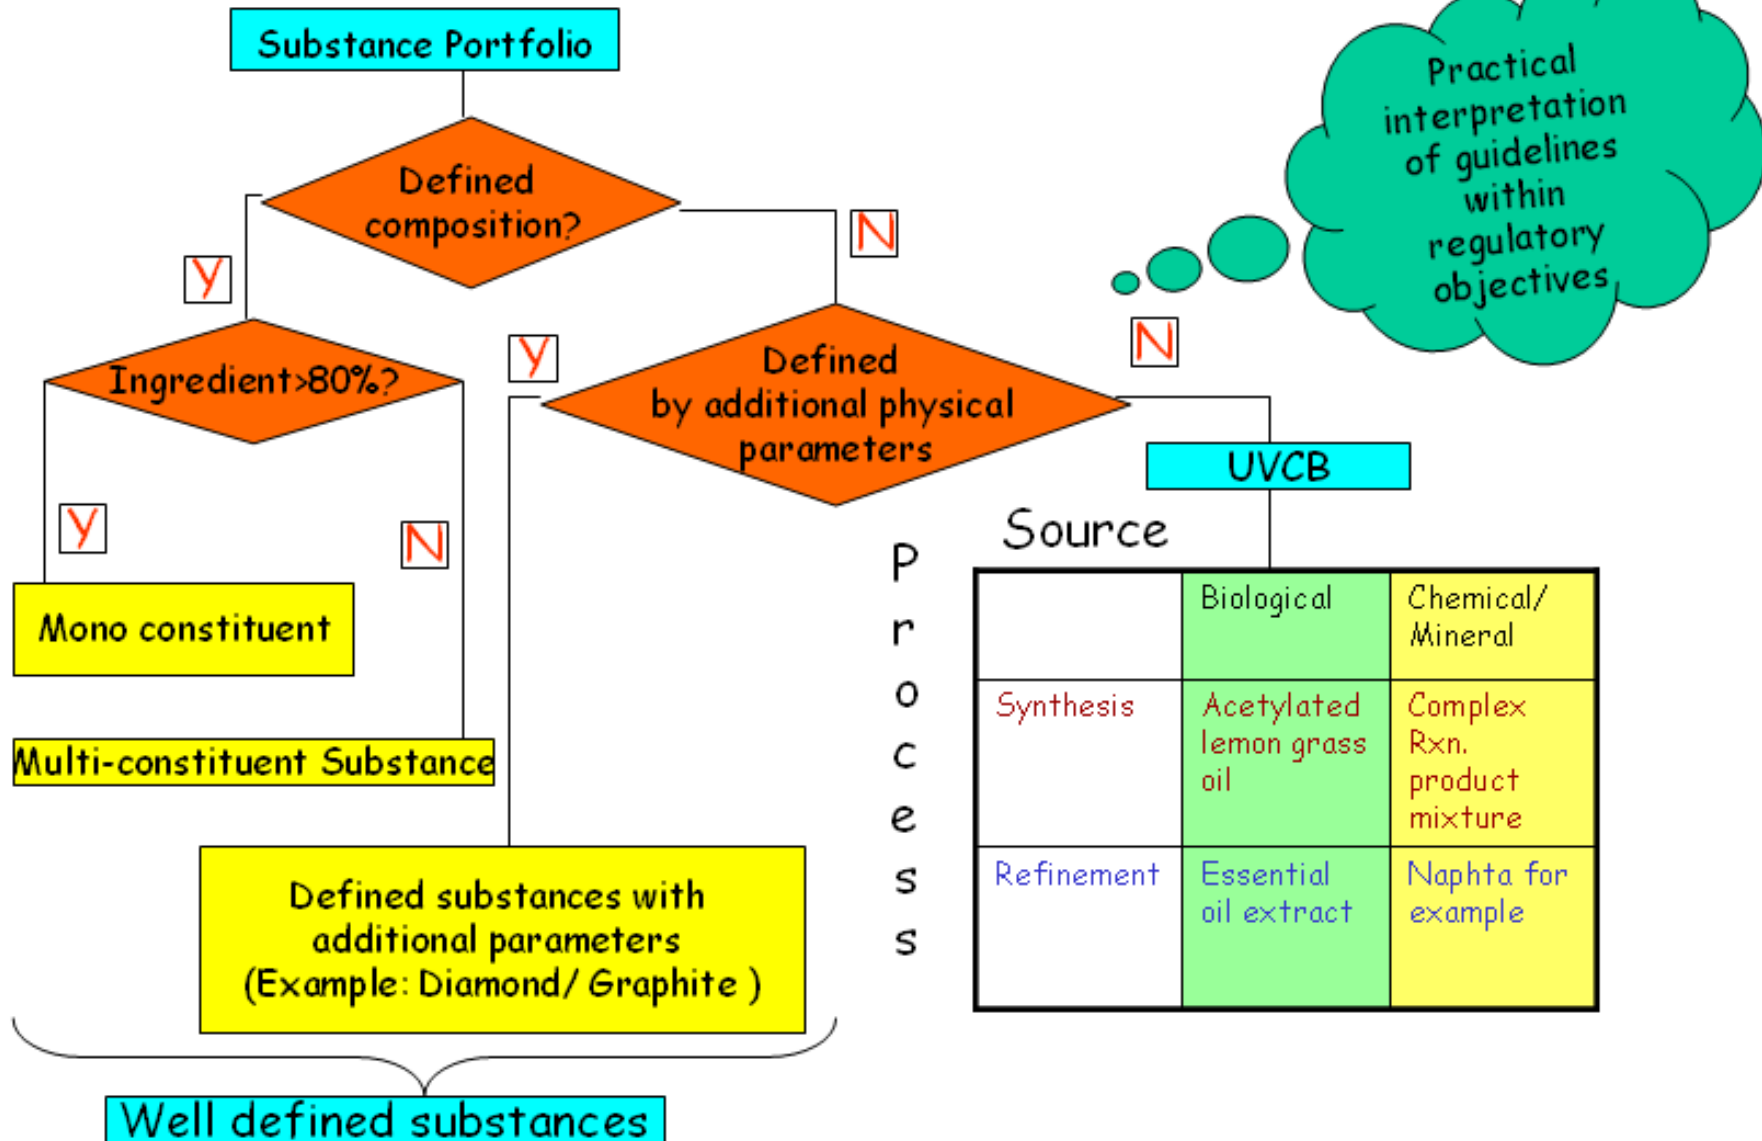 Substance Portfolio
Practical
interpretation
of guidelines
within
regulatory
objectives
Defined
composition?
N
Y
Ingredient>80%?
Y
Defined
by additional physical
parameters
N
UVCB
Y
N
Mono constituent
Multi-constituent Substance
Defined substances with
additional parameters
(Example: Diamond/ Graphite )
Well defined substances
Source
P
r
o
c
e
s
s
Biological
Chemical/
Mineral
Synthesis
Acetylated
lemon grass
oil
Complex
Rxn.
product
mixture
Refinement
Essential
oil extract
Naphta for
example